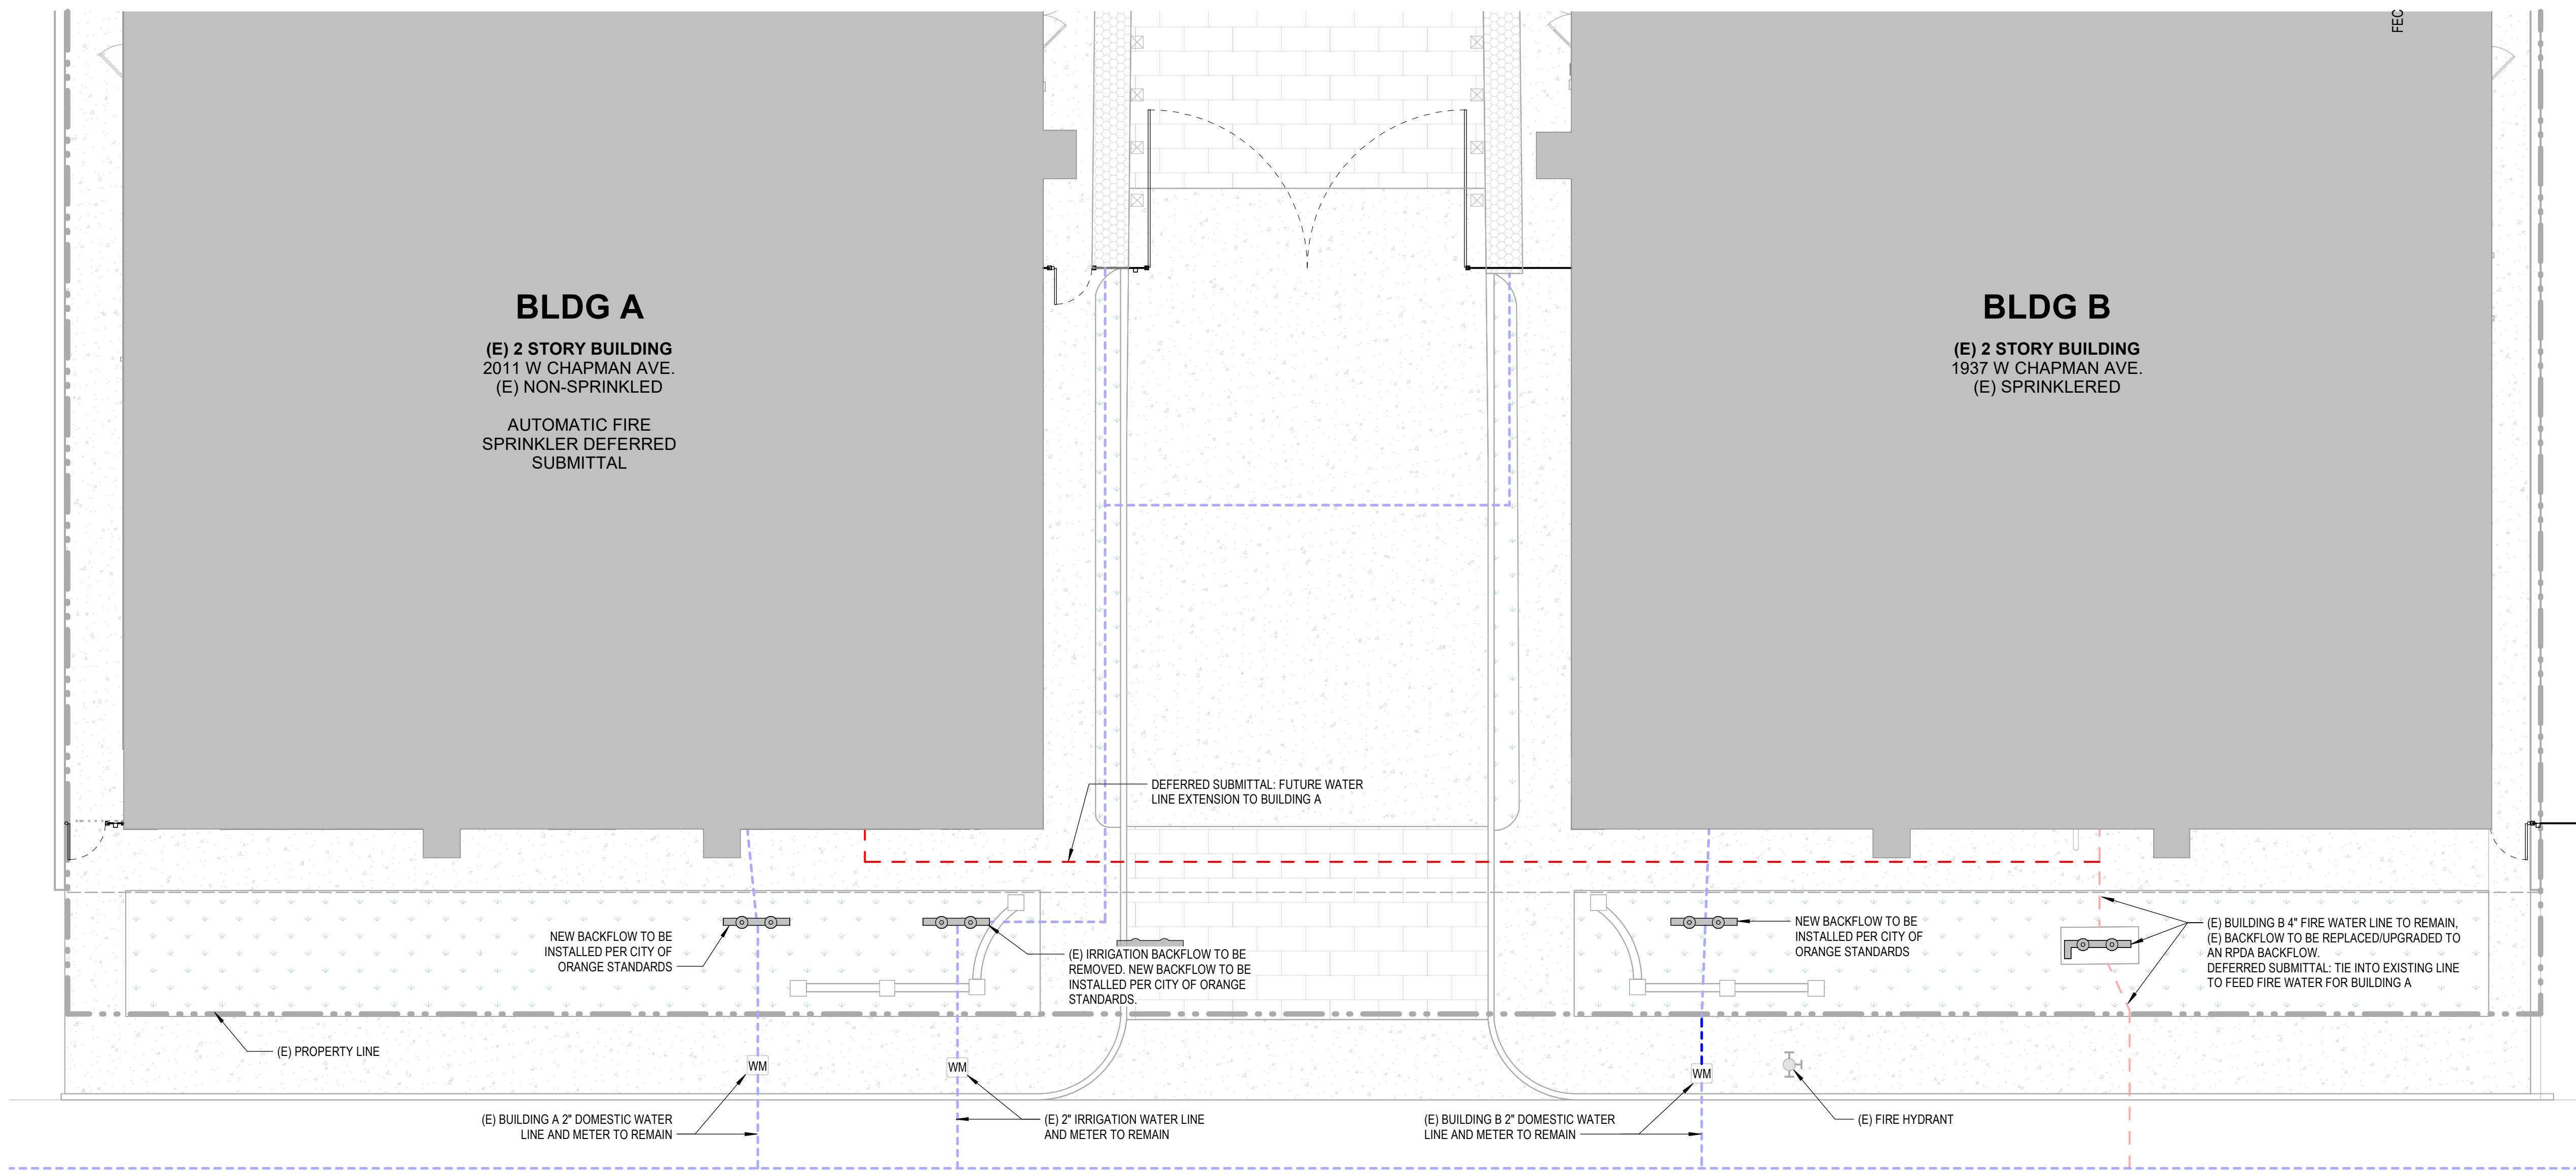 FEC
BLDG A
(E) 2 STORY BUILDING
2011 W CHAPMAN AVE.
(E) NON-SPRINKLED
AUTOMATIC FIRE
SPRINKLER DEFERRED
SUBMITTAL
BLDG B
(E) 2 STORY BUILDING
1937 W CHAPMAN AVE.
(E) SPRINKLERED
DEFERRED SUBMITTAL: FUTURE WATER
LINE EXTENSION TO BUILDING A
NEW BACKFLOW TO BE
INSTALLED PER CITY OF
ORANGE STANDARDS
(E) IRRIGATION BACKFLOW TO BE
REMOVED. NEW BACKFLOW TO BE
INSTALLED PER CITY OF ORANGE
STANDARDS.
NEW BACKFLOW TO BE
INSTALLED PER CITY OF
ORANGE STANDARDS
(E) BUILDING B 4" FIRE WATER LINE TO REMAIN,
(E) BACKFLOW TO BE REPLACED/UPGRADED TO
AN RPDA BACKFLOW.
DEFERRED SUBMITTAL: TIE INTO EXISTING LINE
TO FEED FIRE WATER FOR BUILDING A
(E) PROPERTY LINE
WM
WM
WM
(E) BUILDING A 2" DOMESTIC WATER
LINE AND METER TO REMAIN
(E) 2" IRRIGATION WATER LINE
AND METER TO REMAIN
(E) BUILDING B 2" DOMESTIC WATER
LINE AND METER TO REMAIN
(E) FIRE HYDRANT